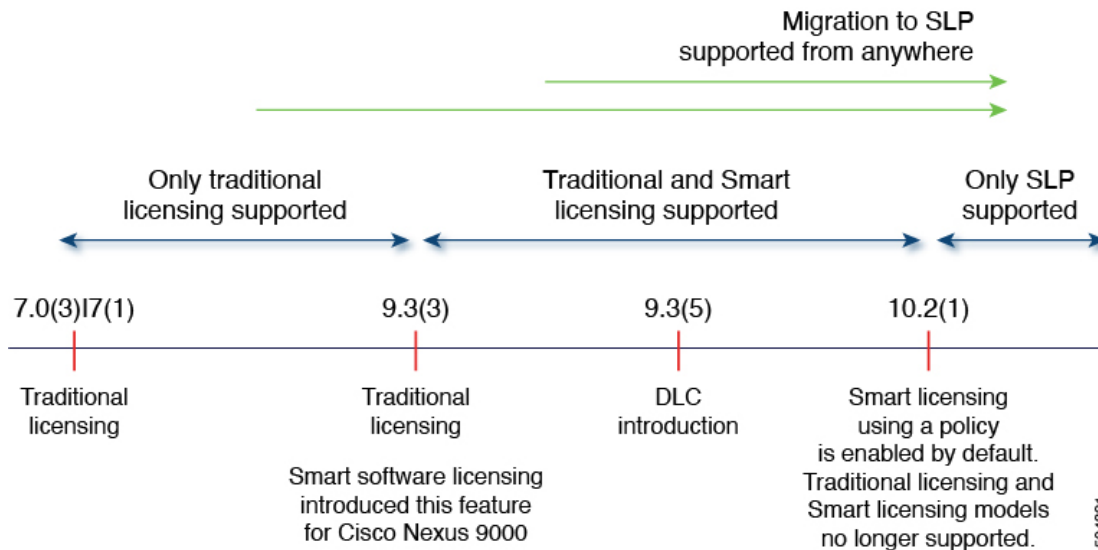 Migration to SLP
supported from anywhere
Only traditional
licensing supported
Traditional and Smart
licensing supported
Only SLP
supported
7.0(3)I7(1)
9.3(3)
9.3(5)
10.2(1)
Traditional
licensing
Traditional
licensing
Smart software licensing
introduced this feature
for Cisco Nexus 9000
DLC
introduction
Smart licensing
using a policy
is enabled by default.
Traditional licensing and
Smart licensing models
no longer supported.